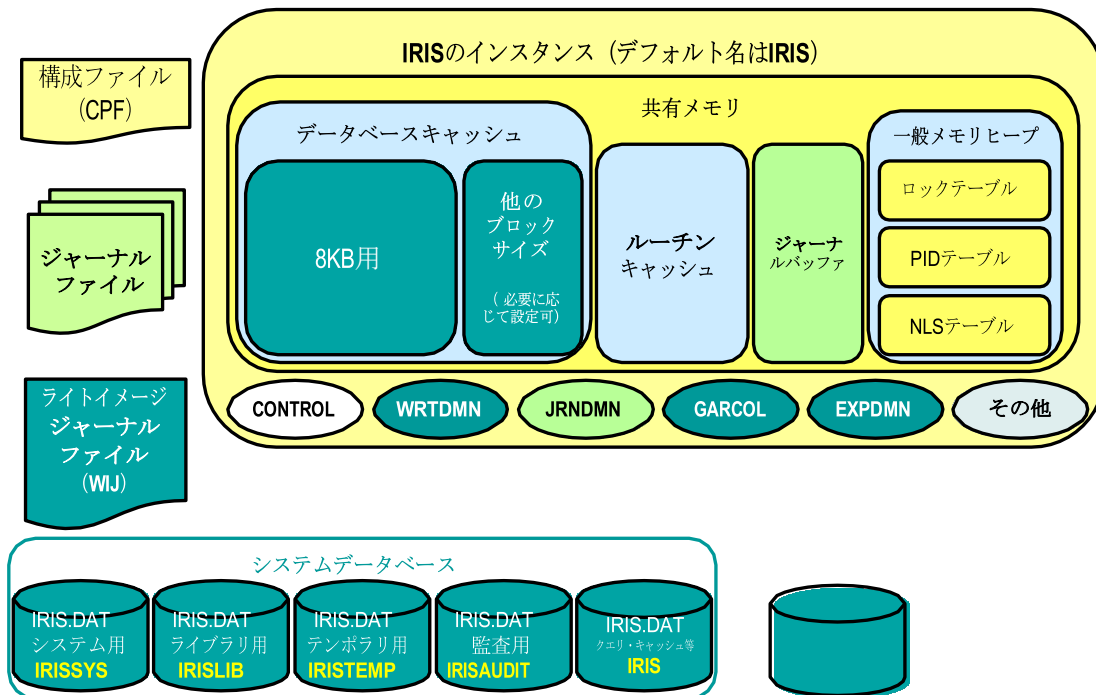 IRISのインスタンス（デフォルト名はIRIS）
構成ファイル
(CPF)
共有メモリ
データベースキャッシュ
一般メモリヒープ
8KB用
他の
ブロック
サイズ
（ 必要に応
じて設定可）
ルーチン
キャッシュ
ジャーナ
ルバッファ
ロックテーブル
PIDテーブル
NLSテーブル
ジャーナル
ファイル
CONTROL
WRTDMN
JRNDMN
GARCOL
EXPDMN
その他
ライトイメージ
ジャーナル
ファイル
（WIJ）
システムデータベース
IRIS.DAT
システム用
IRISSYS
IRIS.DAT
ライブラリ用
IRISLIB
IRIS.DAT
テンポラリ用
IRISTEMP
IRIS.DAT
監査用
IRISAUDIT
IRIS.DAT
クエリ・キャッシュ等
IRIS